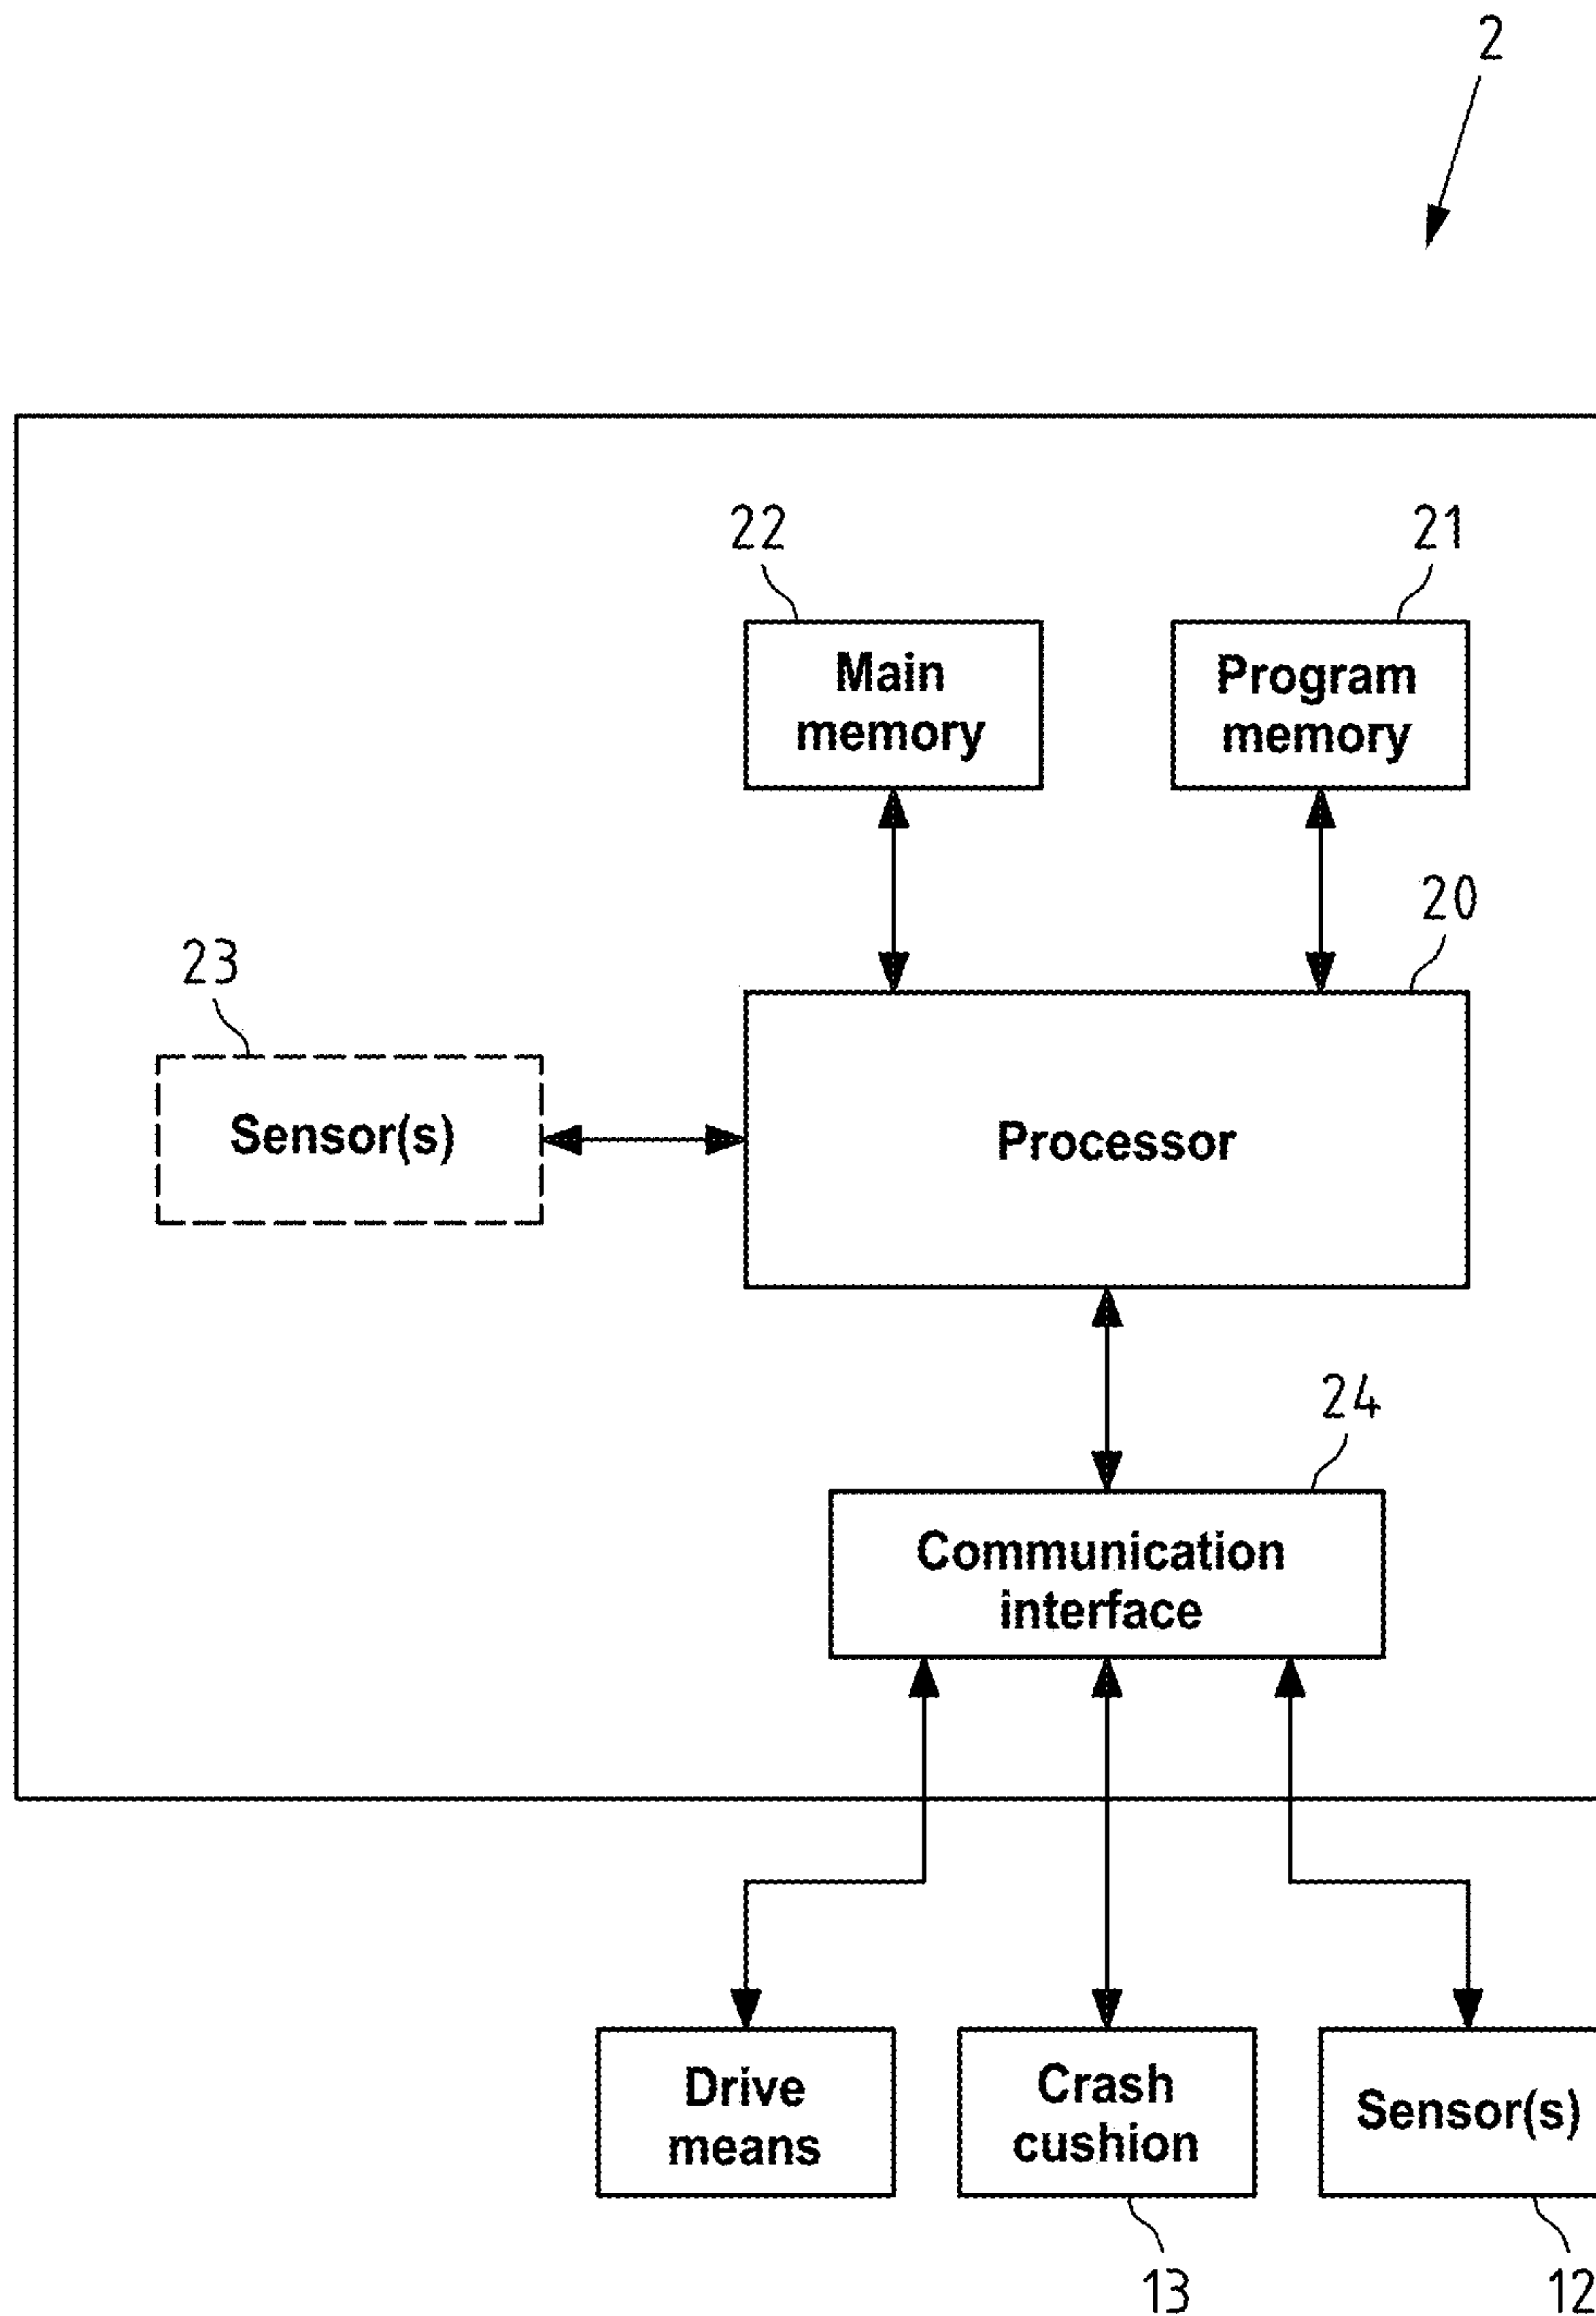 2
22
21
Main
memory
Program
memory
20
23
Sensor(s)
Processor
24
Communication
interface
Drive
means
Crash
cushion
Sensor(s)
13
12